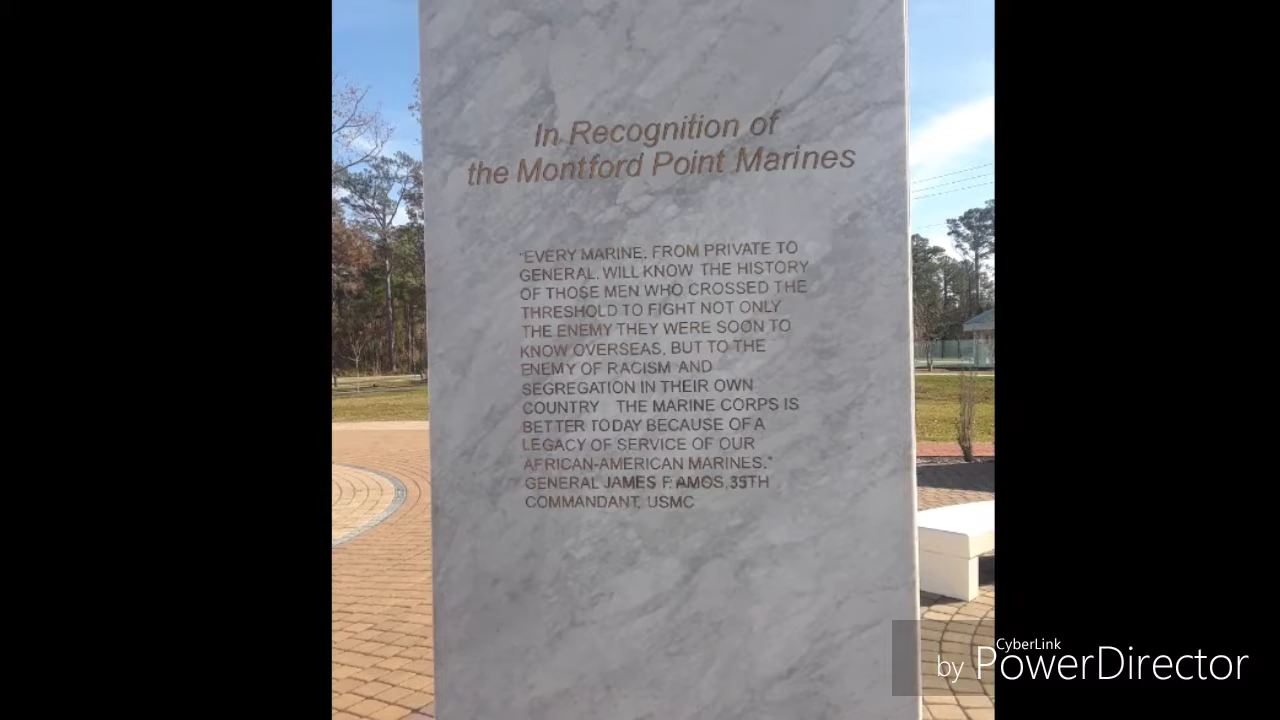 In Recognition of
the Montford Point Marines
"EVERY MARINE, FROM PRIVATE TO
GENERAL, WILL KNOW THE HISTORY
OF THOSE MEN WHO CROSSED THE
THRESHOLD TO FIGHT NOT ONLY
THE ENEMY THEY WERE SOON TO
KNOW OVERSEAS, BUT TO THE
ENEMY OF RACISM AND
SEGREGATION IN THEIR OWN
COUNTRY THE MARINE CORPS IS
BETTER TODAY BECAUSE OF A
LEGACY OF SERVICE OF OUR
AFRICAN-AMERICAN MARINES."
GENERAL JAMES F. AMOS, 35TH
COMMANDANT, USMC
CyberLink
by PowerDirector